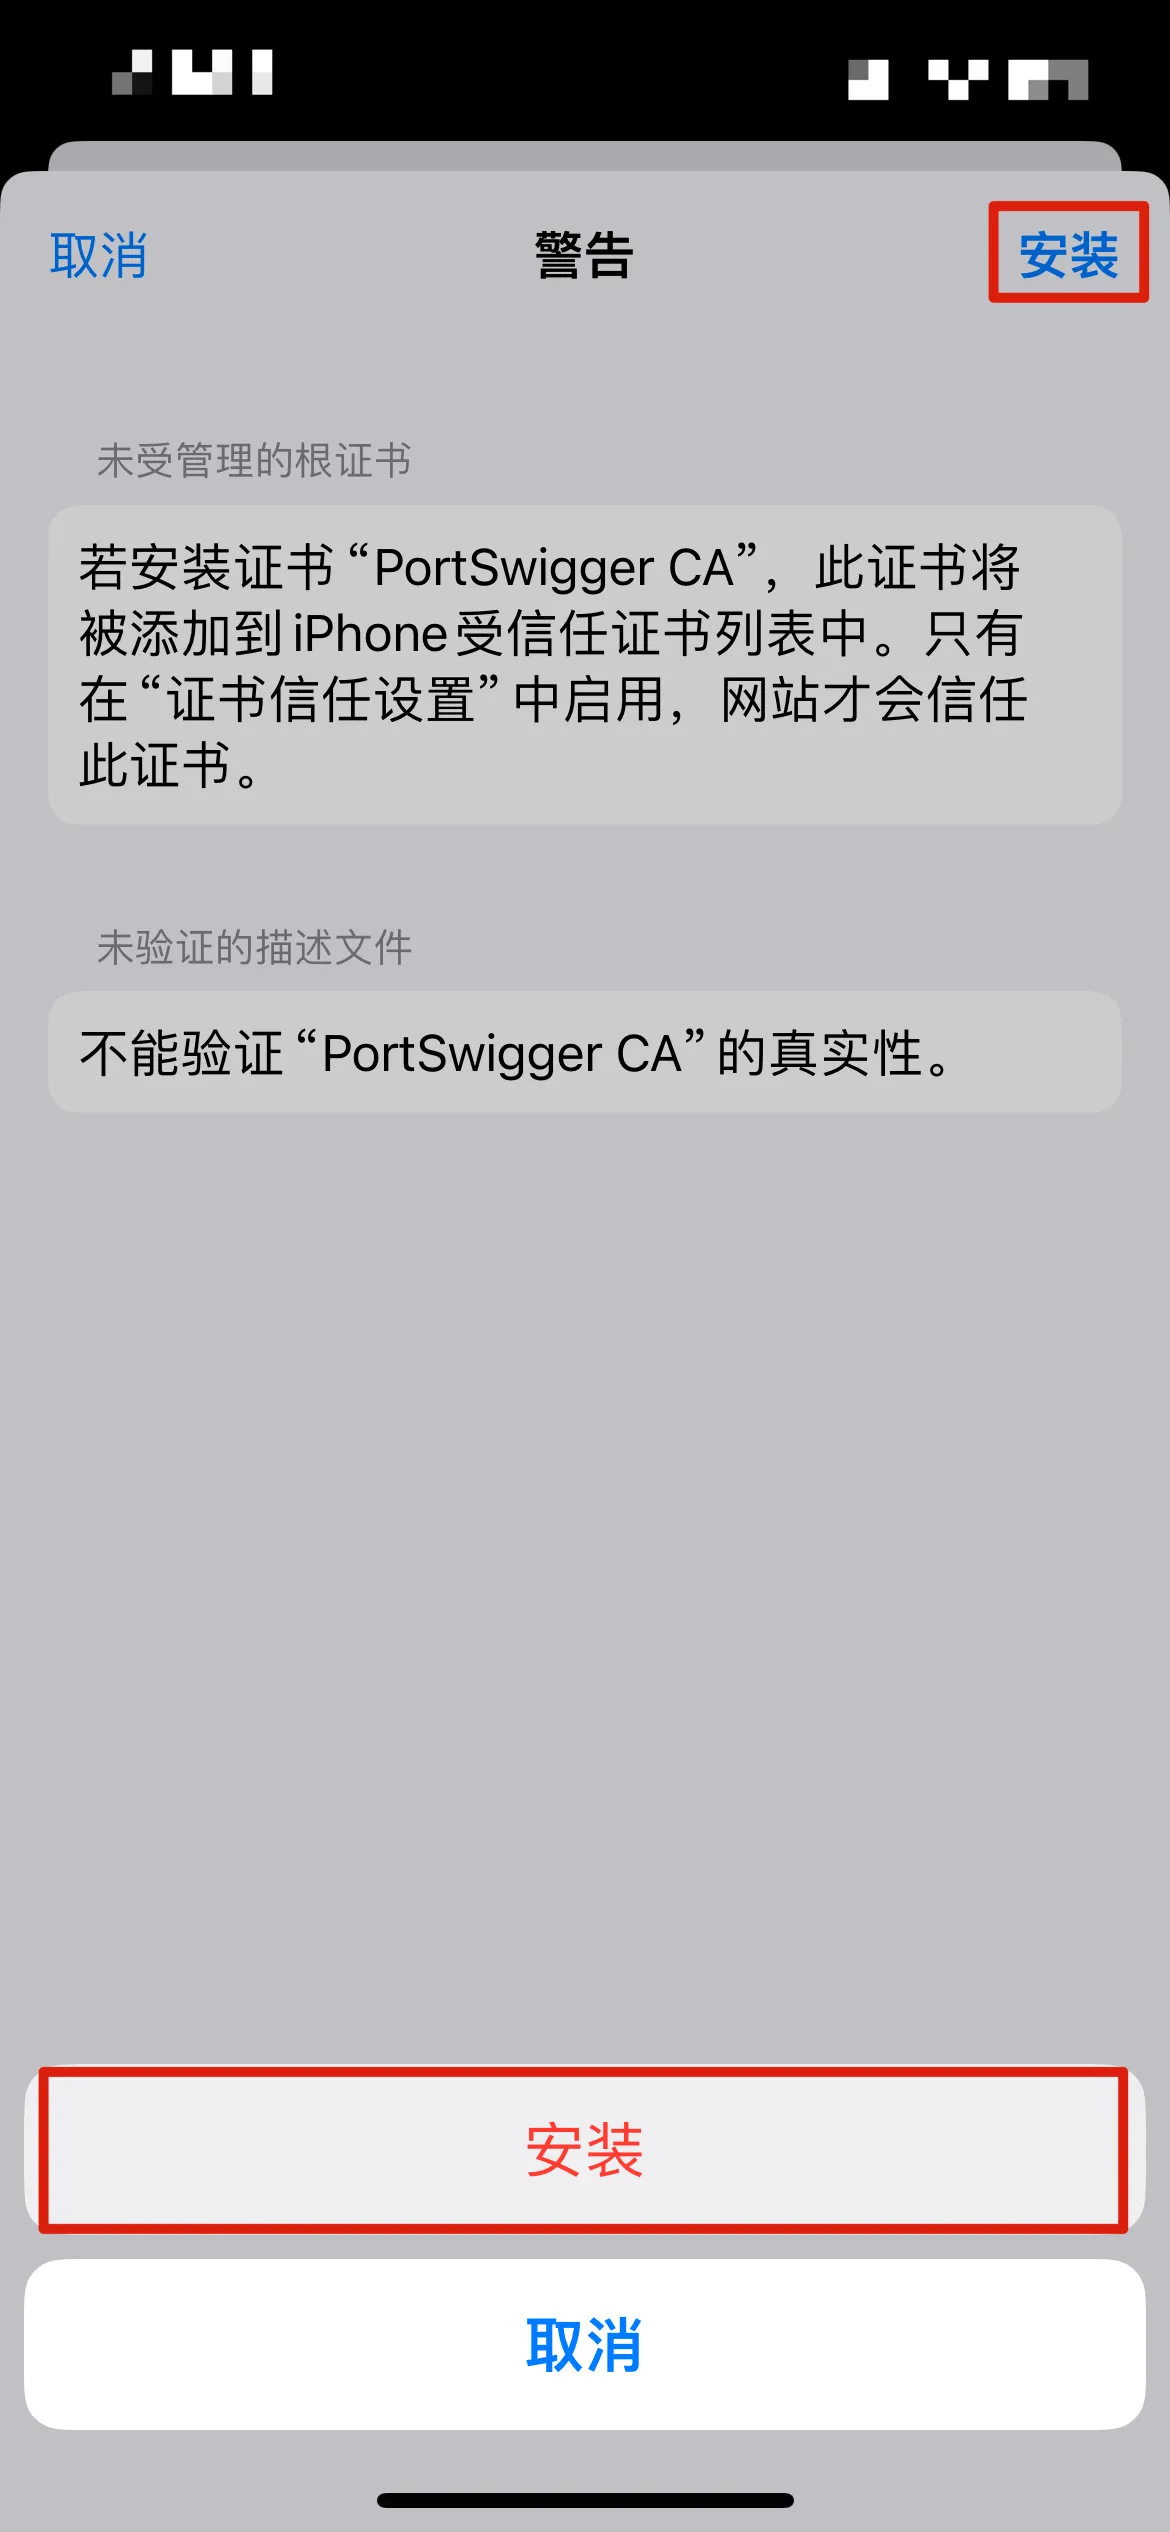 取消
警告
安装
未受管理的根证书
若安装证书“PortSwigger CA”，此证书将
被添加到iPhone受信任证书列表中。只有
在“证书信任设置”中启用，网站才会信任
此证书。
未验证的描述文件
不能验证“PortSwigger CA”的真实性。
安装
取消